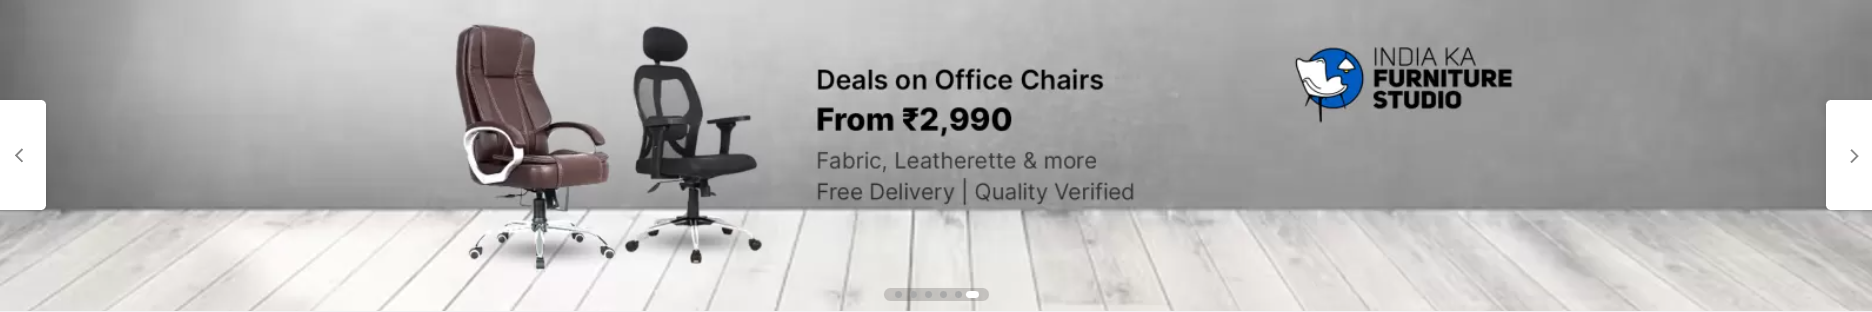 Deals on Office Chairs
From ₹2,990
Fabric, Leatherette & more
Free Delivery | Quality Verified
INDIA KA
FURNITURE
STUDIO